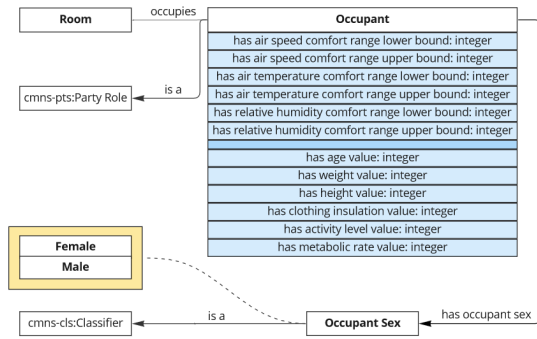 Room
occupies
Occupant
has air speed comfort range lower bound: integer
has air speed comfort range upper bound: integer
has air temperature comfort range lower bound: integer
has air temperature comfort range upper bound: integer
has relative humidity comfort range lower bound: integer
has relative humidity comfort range upper bound: integer
cmns-pts:Party Role
is a
has age value: integer
has weight value: integer
has height value: integer
has clothing insulation value: integer
has activity level value: integer
has metabolic rate value: integer
Female
Male
cmns-cls:Classifier
is a
Occupant Sex
has occupant sex